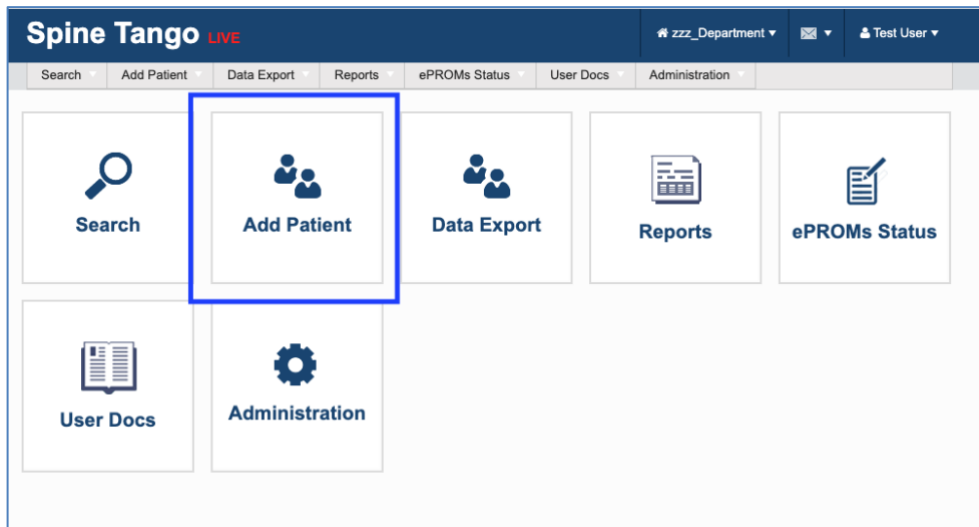 Spine Tango LIVE
zzz_Department
Test User
Search Add Patient Data Export Reports ePROMs Status User Docs Administration
Search
Add Patient
Data Export
Reports
ePROMs Status
User Docs
Administration